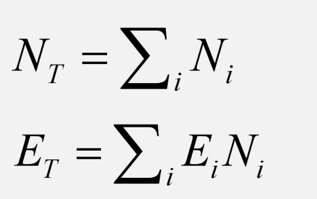 N_T = ∑_i N_i
E_T = ∑_i E_i N_i